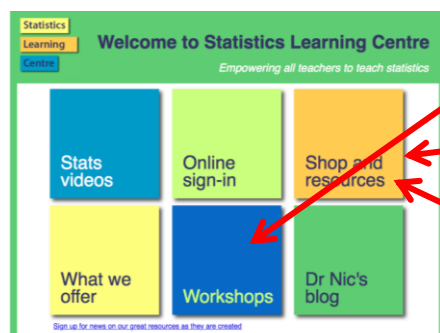 Statistics
Learning
Centre
Welcome to Statistics Learning Centre
Empowering all teachers to teach statistics
Stats
videos
Online
sign-in
Shop and
resources
What we
offer
Workshops
Dr Nic's
blog
Sign up for news on our great resources as they are created